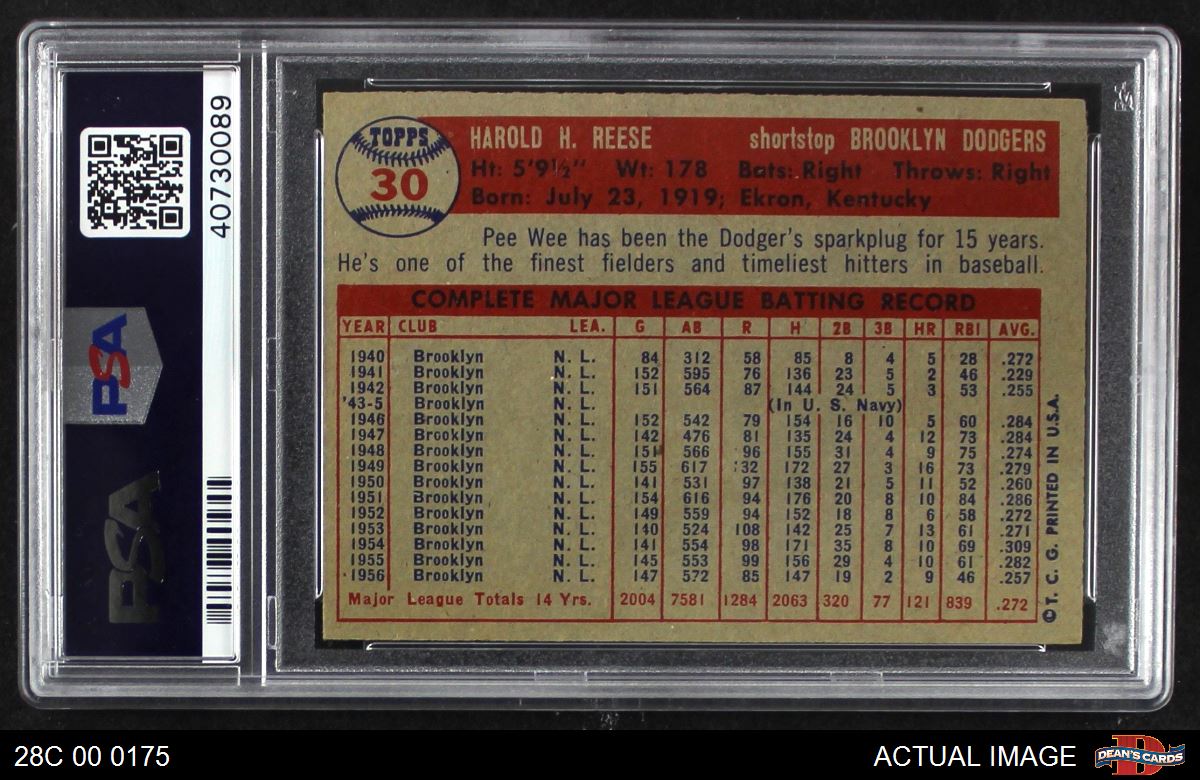 TOPPS
30
HAROLD H. REESE shortstop BROOKLYN DODGERS
Ht: 5'9½" Wt: 178 Bats: Right Throws: Right
Born: July 23, 1919; Ekron, Kentucky
Pee Wee has been the Dodger's sparkplug for 15 years.
He's one of the finest fielders and timeliest hitters in baseball.
COMPLETE MAJOR LEAGUE BATTING RECORD
YEAR CLUB LEA. G AB R H 2B 3B HR RBI AVG.
1940 Brooklyn N. L. 84 312 58 85 8 4 5 28 .272
1941 Brooklyn N. L. 152 595 76 136 23 5 2 46 .229
1942 Brooklyn N. L. 151 564 87 144 24 5 3 53 .255
'43-5 Brooklyn N. L. (In U. S. Navy)
1946 Brooklyn N. L. 152 542 79 154 16 10 5 60 .284
1947 Brooklyn N. L. 142 476 81 135 24 4 12 73 .284
1948 Brooklyn N. L. 151 566 96 155 31 4 9 75 .274
1949 Brooklyn N. L. 155 617 132 172 27 3 16 73 .279
1950 Brooklyn N. L. 141 531 97 138 21 5 11 52 .260
1951 Brooklyn N. L. 154 616 94 176 20 8 10 84 .286
1952 Brooklyn N. L. 149 559 94 152 18 8 6 58 .272
1953 Brooklyn N. L. 140 524 108 142 25 7 13 61 .271
1954 Brooklyn N. L. 141 554 98 171 35 8 10 69 .309
1955 Brooklyn N. L. 145 553 99 156 29 4 10 61 .282
1956 Brooklyn N. L. 147 572 85 147 19 2 9 46 .257
Major League Totals 14 Yrs. 2004 7581 1284 2063 320 77 121 839 .272
©T. C. G. PRINTED IN U.S.A.
40730089
PSA
PSA
28C 00 0175
ACTUAL IMAGE
DEAN'S CARDS